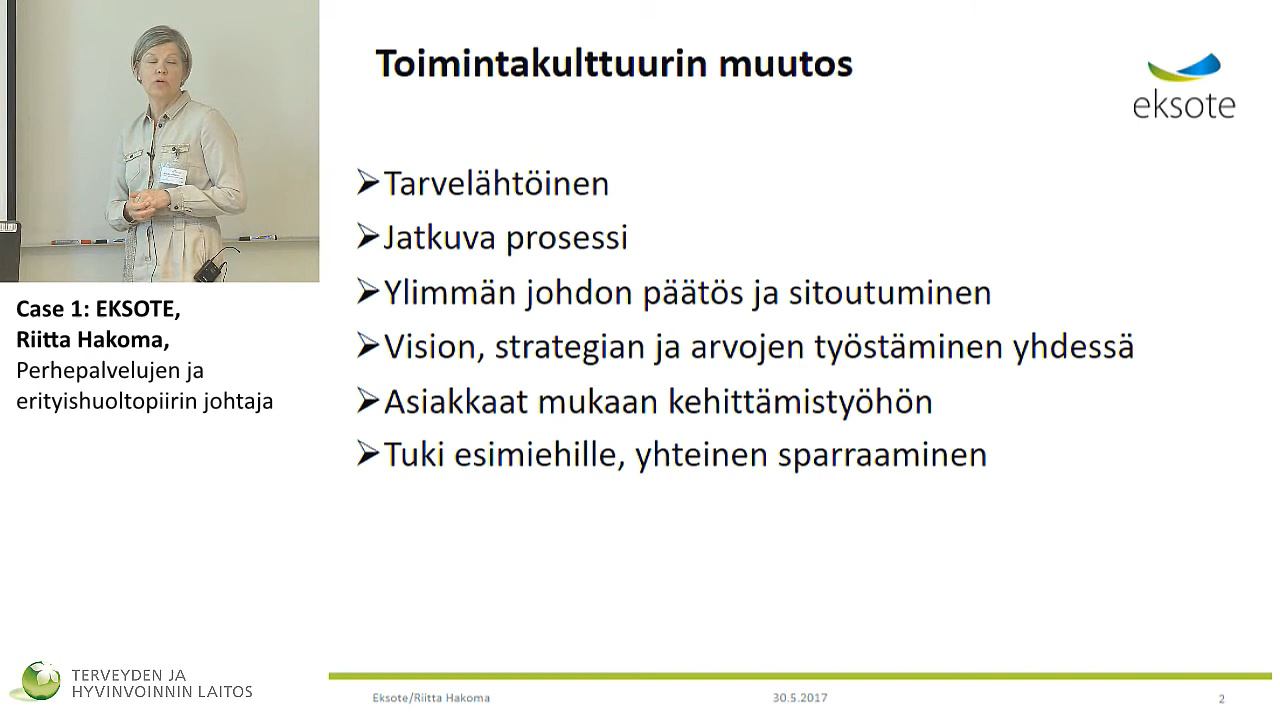 Toimintakulttuurin muutos
eksote
Tarvelähtöinen
Jatkuva prosessi
Ylimmän johdon päätös ja sitoutuminen
Vision, strategian ja arvojen työstäminen yhdessä
Asiakkaat mukaan kehittämistyöhön
Tuki esimiehille, yhteinen sparraaminen
Case 1: EKSOTE,
Riitta Hakoma,
Perhepalvelujen ja
erityishuoltopiirin johtaja
TERVEYDEN JA
HYVINVOINNIN LAITOS
Eksote/Riitta Hakoma
30.5.2017
2